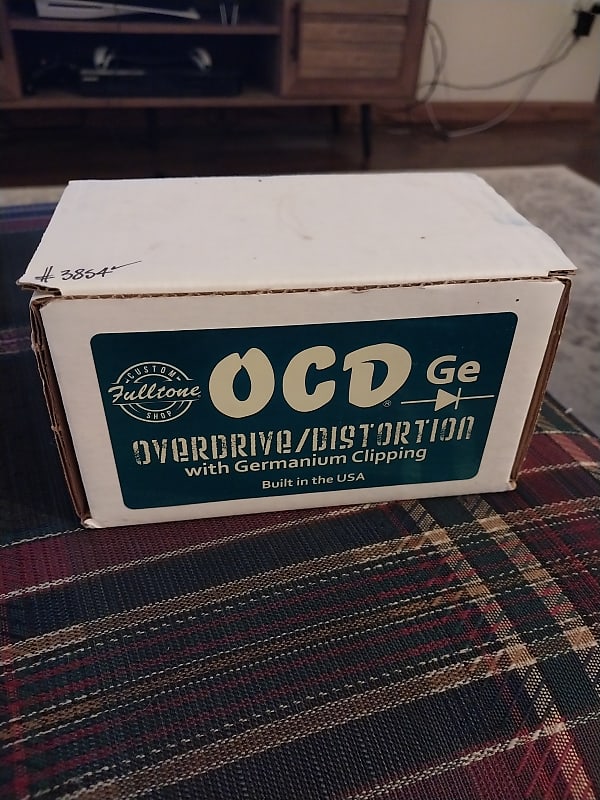 # 3854
CUSTOM
Fulltone
SHOP
OCD® Ge
OVERDRIVE/DISTORTION
with Germanium Clipping
Built in the USA